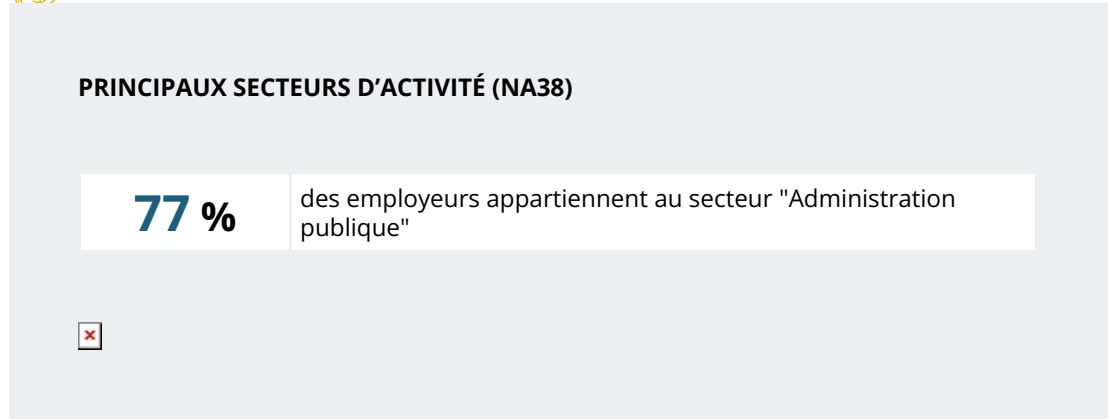 PRINCIPAUX SECTEURS D’ACTIVITÉ (NA38)
77 %
des employeurs appartiennent au secteur "Administration
publique"